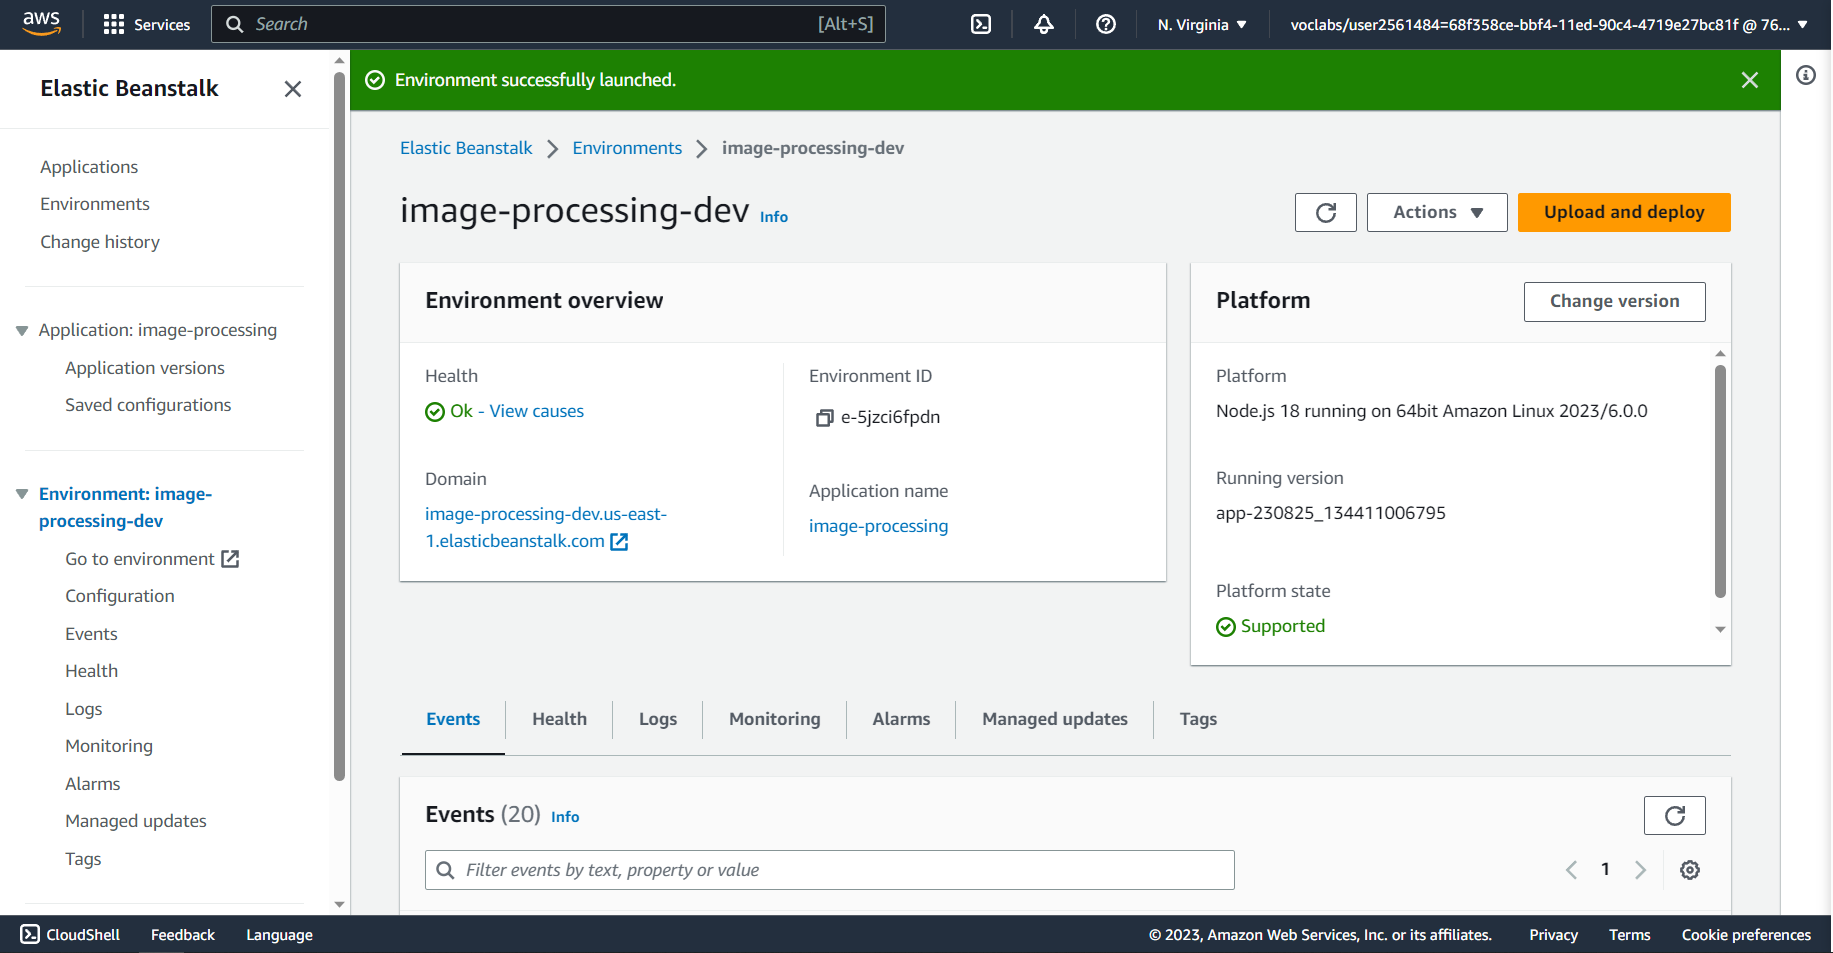 aws
Services
Search
[Alt+S]
N. Virginia
voclabs/user2561484=68f358ce-bbf4-11ed-90c4-4719e27bc81f @ 76...
Elastic Beanstalk
Applications
Environments
Change history
Application: image-processing
Application versions
Saved configurations
Environment: image-
processing-dev
Go to environment
Configuration
Events
Health
Logs
Monitoring
Alarms
Managed updates
Tags
Environment successfully launched.
Elastic Beanstalk
Environments
image-processing-dev
image-processing-dev Info
Actions
Upload and deploy
Environment overview
Health
Ok - View causes
Domain
image-processing-dev.us-east-
1.elasticbeanstalk.com
Environment ID
e-5jzci6fpdn
Application name
image-processing
Platform
Change version
Platform
Node.js 18 running on 64bit Amazon Linux 2023/6.0.0
Running version
app-230825_134411006795
Platform state
Supported
Events
Health
Logs
Monitoring
Alarms
Managed updates
Tags
Events (20) Info
Filter events by text, property or value
1
CloudShell
Feedback
Language
© 2023, Amazon Web Services, Inc. or its affiliates.
Privacy
Terms
Cookie preferences